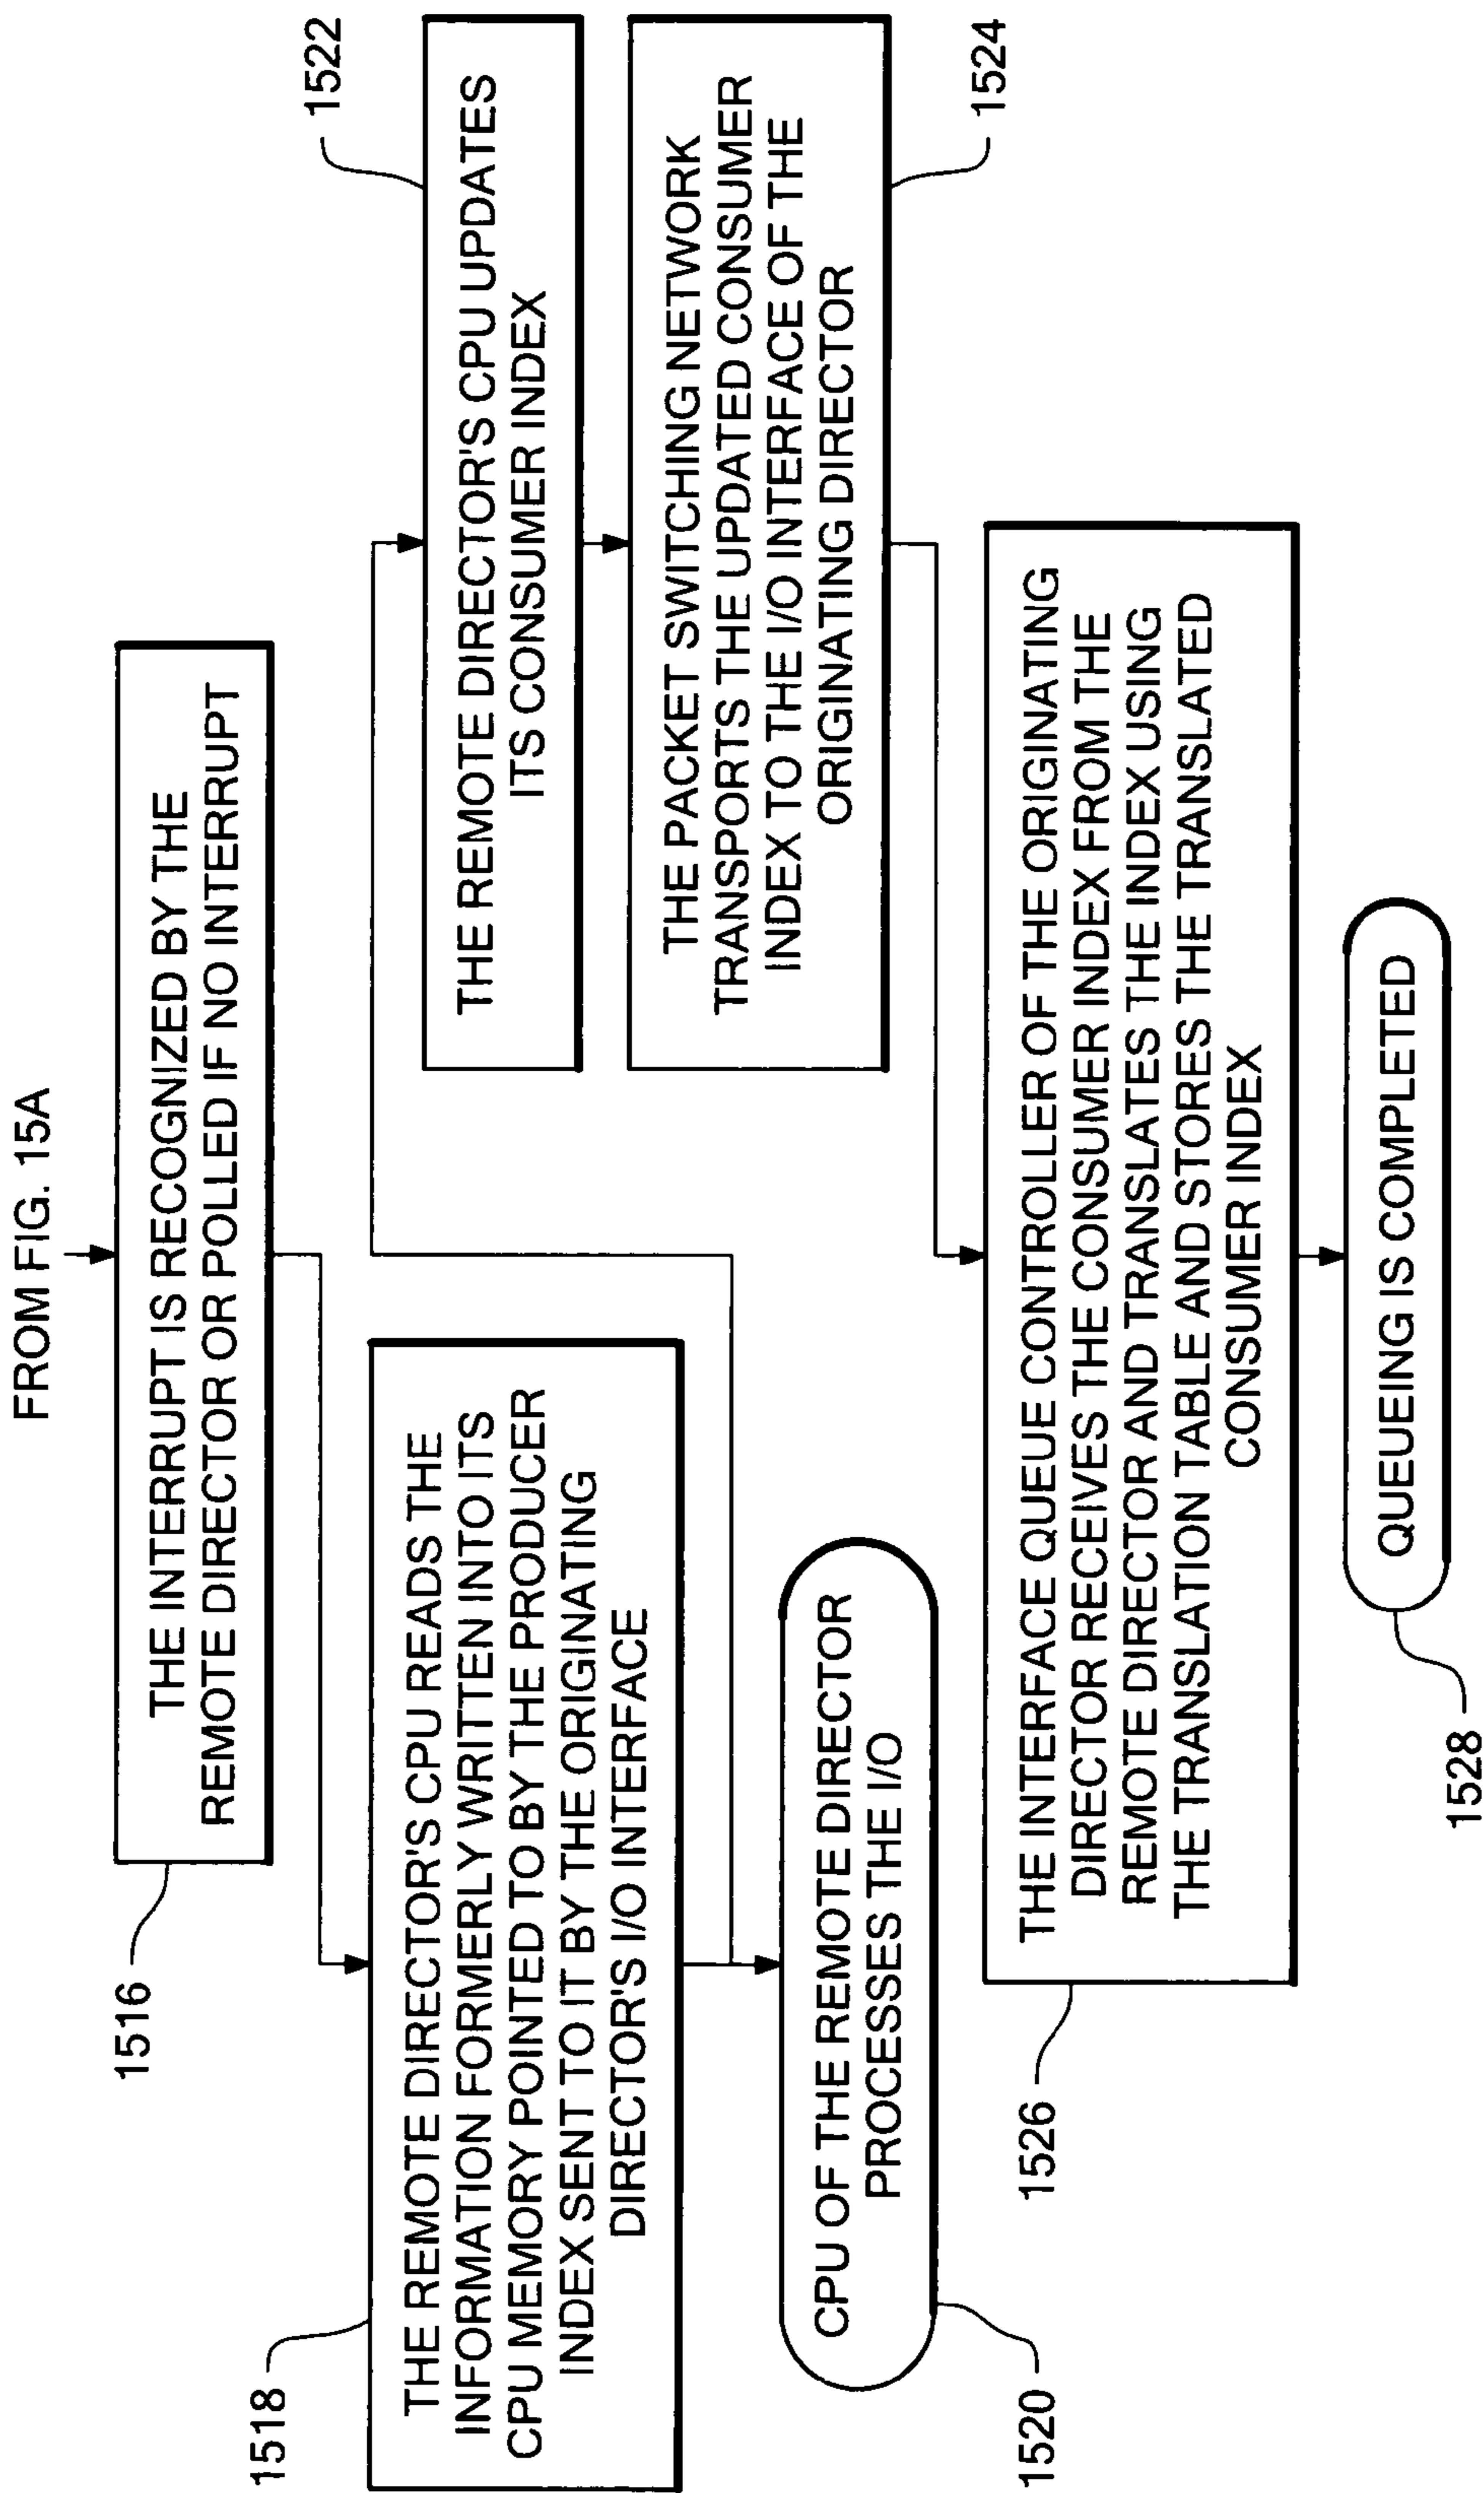 FROM FIG. 15A
1516
THE INTERRUPT IS RECOGNIZED BY THE
REMOTE DIRECTOR OR POLLED IF NO INTERRUPT
1518
THE REMOTE DIRECTOR'S CPU READS THE
INFORMATION FORMERLY WRITTEN INTO ITS
CPU MEMORY POINTED TO BY THE PRODUCER
INDEX SENT TO IT BY THE ORIGINATING
DIRECTOR'S I/O INTERFACE
1522
THE REMOTE DIRECTOR'S CPU UPDATES
ITS CONSUMER INDEX
THE PACKET SWITCHING NETWORK
TRANSPORTS THE UPDATED CONSUMER
INDEX TO THE I/O INTERFACE OF THE
ORIGINATING DIRECTOR
1524
CPU OF THE REMOTE DIRECTOR
PROCESSES THE I/O
1520
1526
THE INTERFACE QUEUE CONTROLLER OF THE ORIGINATING
DIRECTOR RECEIVES THE CONSUMER INDEX FROM THE
REMOTE DIRECTOR AND TRANSLATES THE INDEX USING
THE TRANSLATION TABLE AND STORES THE TRANSLATED
CONSUMER INDEX
QUEUEING IS COMPLETED
1528